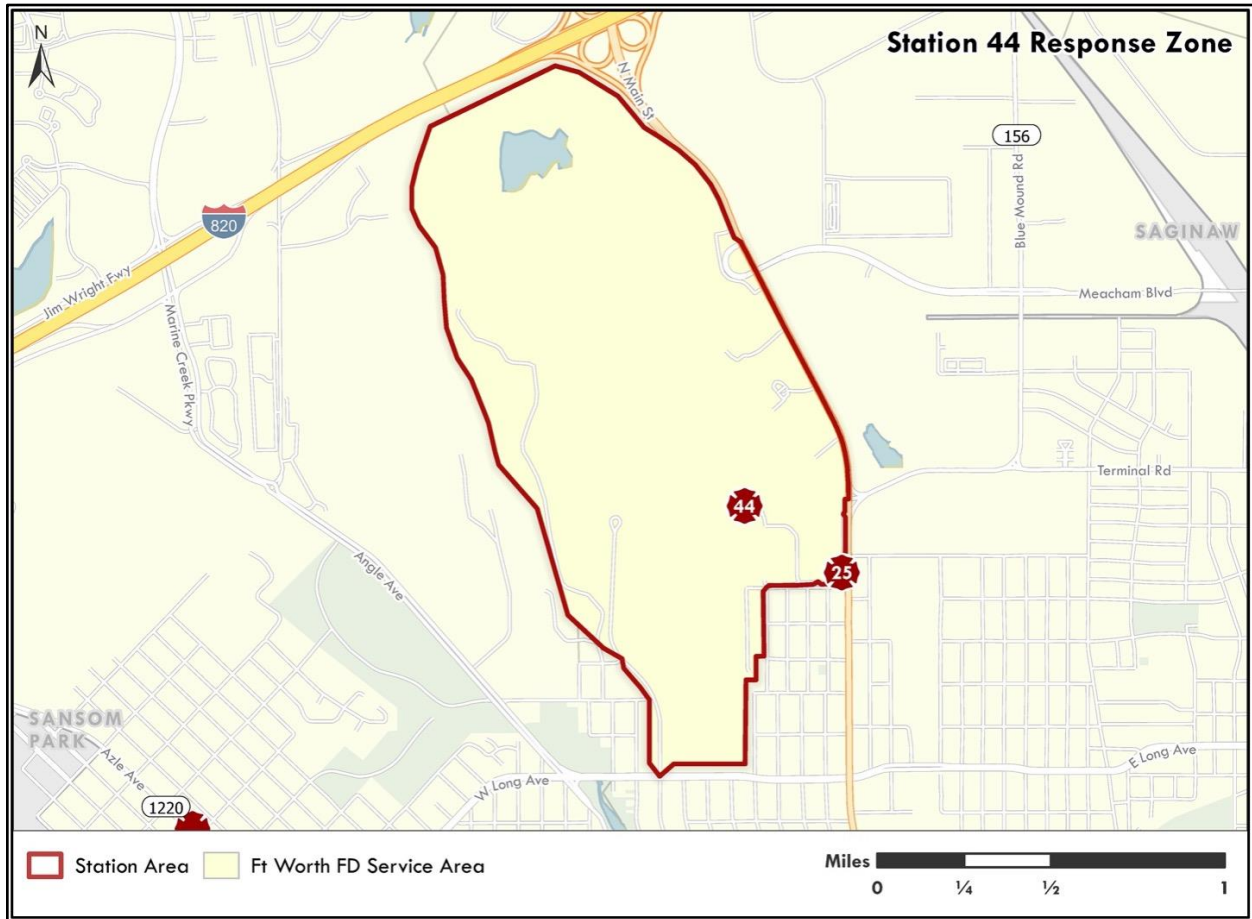 Station 44 Response Zone
N
N Main St
156
Blue Mound Rd
820
SAGINAW
Jim Wright Fwy
Meacham Blvd
Marine Creek Pkwy
Terminal Rd
44
Angle Ave
25
SANSOM
PARK
Azle Ave
E Long Ave
W Long Ave
1220
Station Area
Ft Worth FD Service Area
Miles
0 ¼ ½ 1